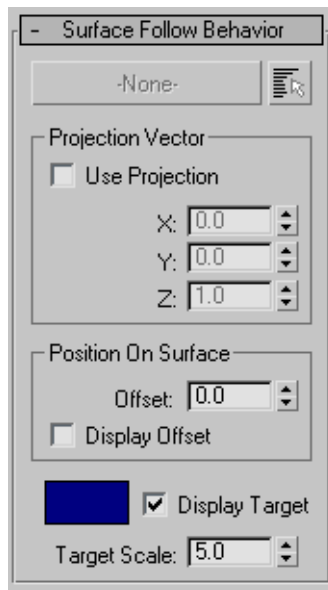 - Surface Follow Behavior
-None-
Projection Vector
Use Projection
X: 0.0
Y: 0.0
Z: 1.0
Position On Surface
Offset: 0.0
Display Offset
Display Target
Target Scale: 5.0